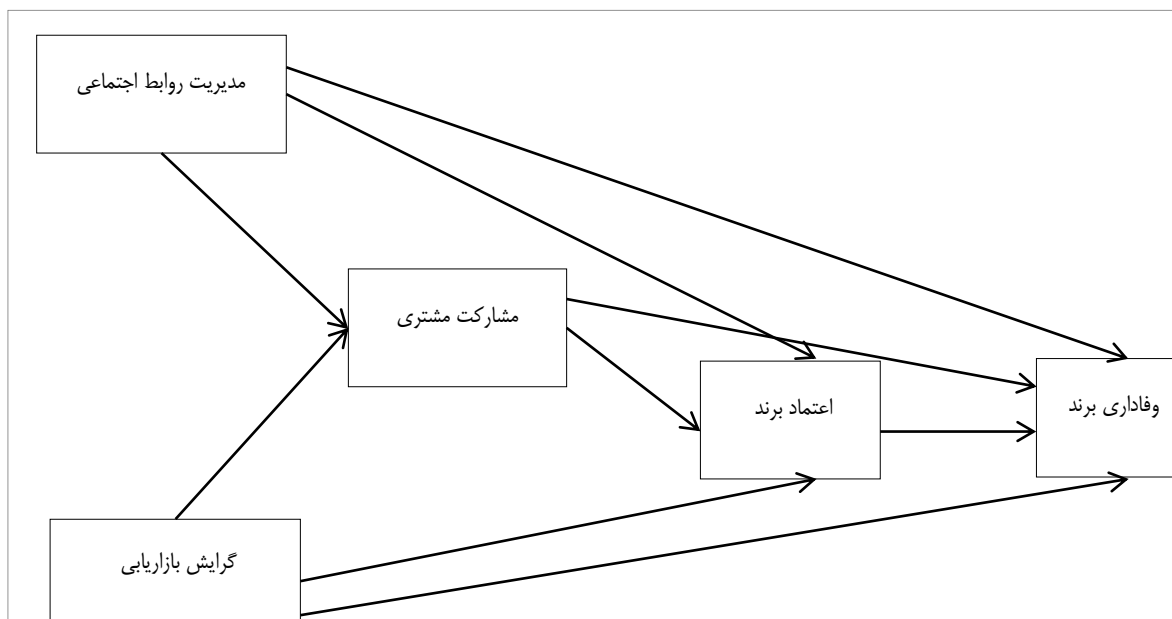 مدیریت روابط اجتماعی
مشارکت مشتری
اعتماد برند
وفاداری برند
گرایش بازاریابی